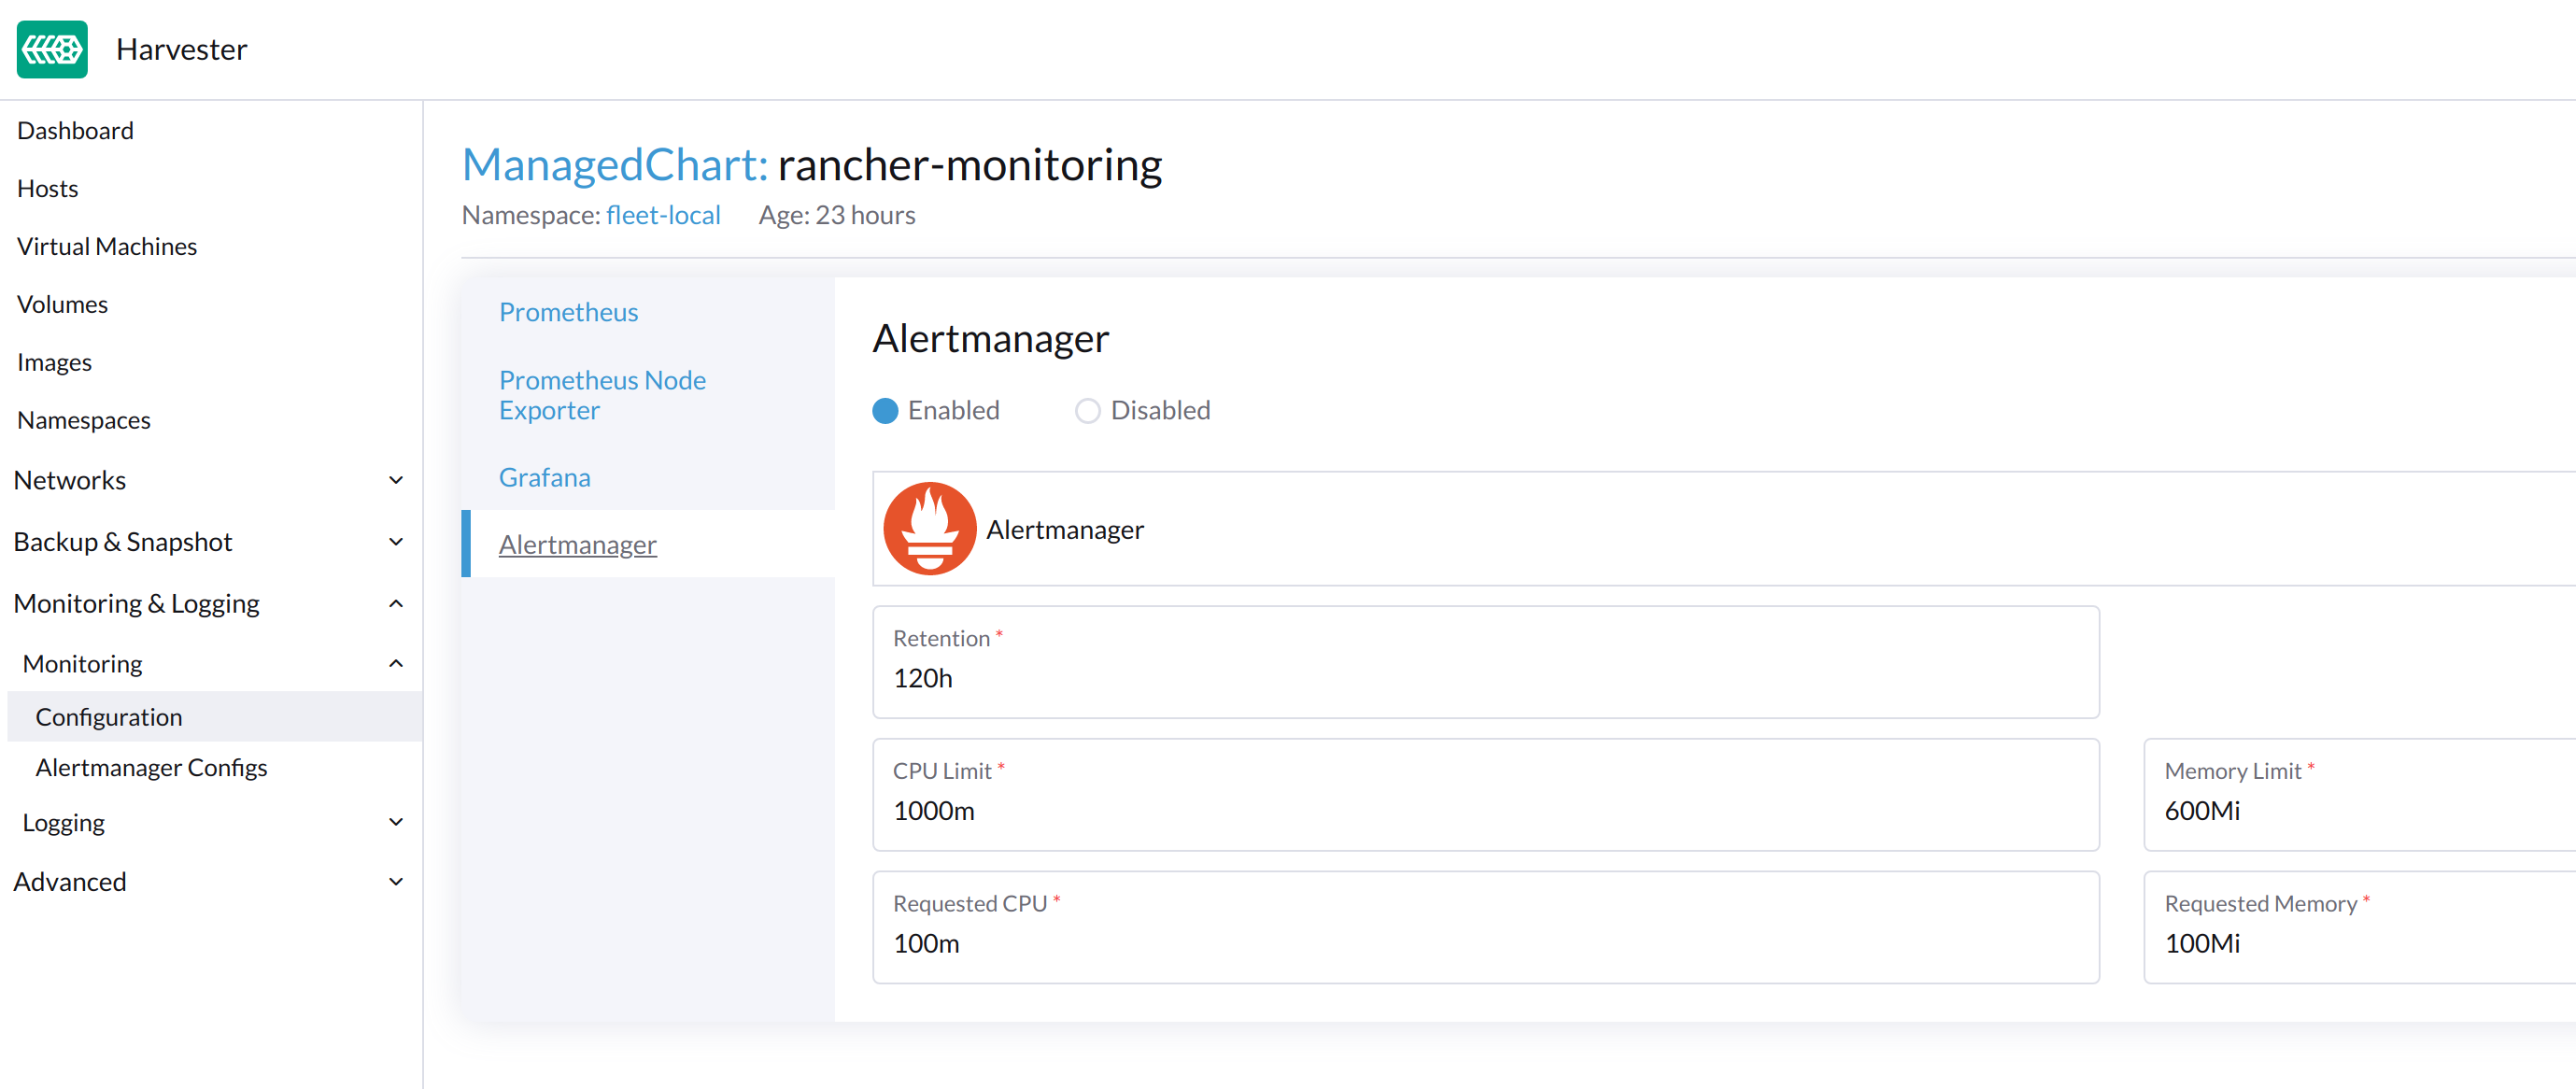 Harvester
Dashboard
Hosts
Virtual Machines
Volumes
Images
Namespaces
Networks
Backup & Snapshot
Monitoring & Logging
Monitoring
Configuration
Alertmanager Configs
Logging
Advanced
ManagedChart: rancher-monitoring
Namespace: fleet-local Age: 23 hours
Prometheus
Prometheus Node
Exporter
Grafana
Alertmanager
Alertmanager
Enabled Disabled
Alertmanager
Retention *
120h
CPU Limit * Memory Limit *
1000m 600Mi
Requested CPU * Requested Memory *
100m 100Mi